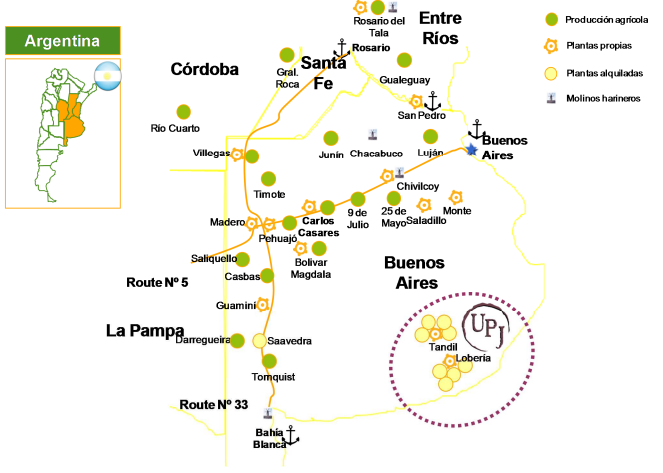 Argentina
Entre
Ríos
Rosario del
Tala
Rosario
Producción agrícola
Plantas propias
Plantas alquiladas
Molinos harineros
Córdoba
Santa
Fe
Gral.
Roca
Gualeguay
Río Cuarto
San Pedro
Villegas
Junín
Chacabuco
Luján
Buenos
Aires
Timote
Chivilcoy
Madero
Pehuajó
Carlos
Casares
9 de
Julio
25 de
Mayo
Saladillo
Monte
Saliquello
Bolivar
Magdala
Casbas
Route Nº 5
Buenos
Aires
Guamini
La Pampa
UPJ
Darregueira
Saavedra
Tandil
Lobería
Tornquist
Route Nº 33
Bahía
Blanca